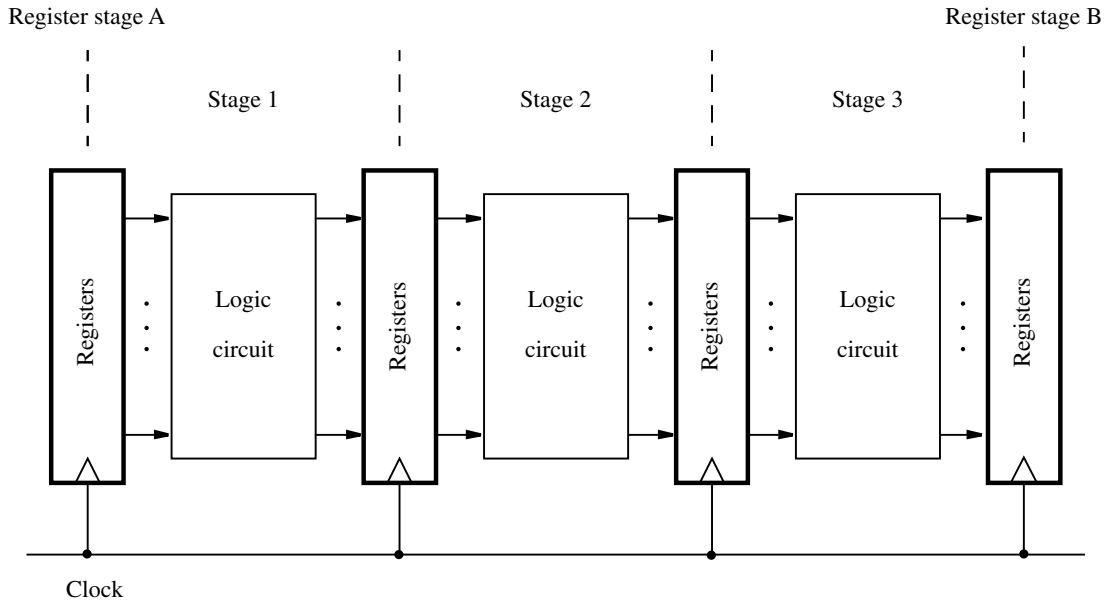 Register stage A
Register stage B
Stage 1
Stage 2
Stage 3
Registers
Logic
circuit
Registers
Logic
circuit
Registers
Logic
circuit
Registers
Clock